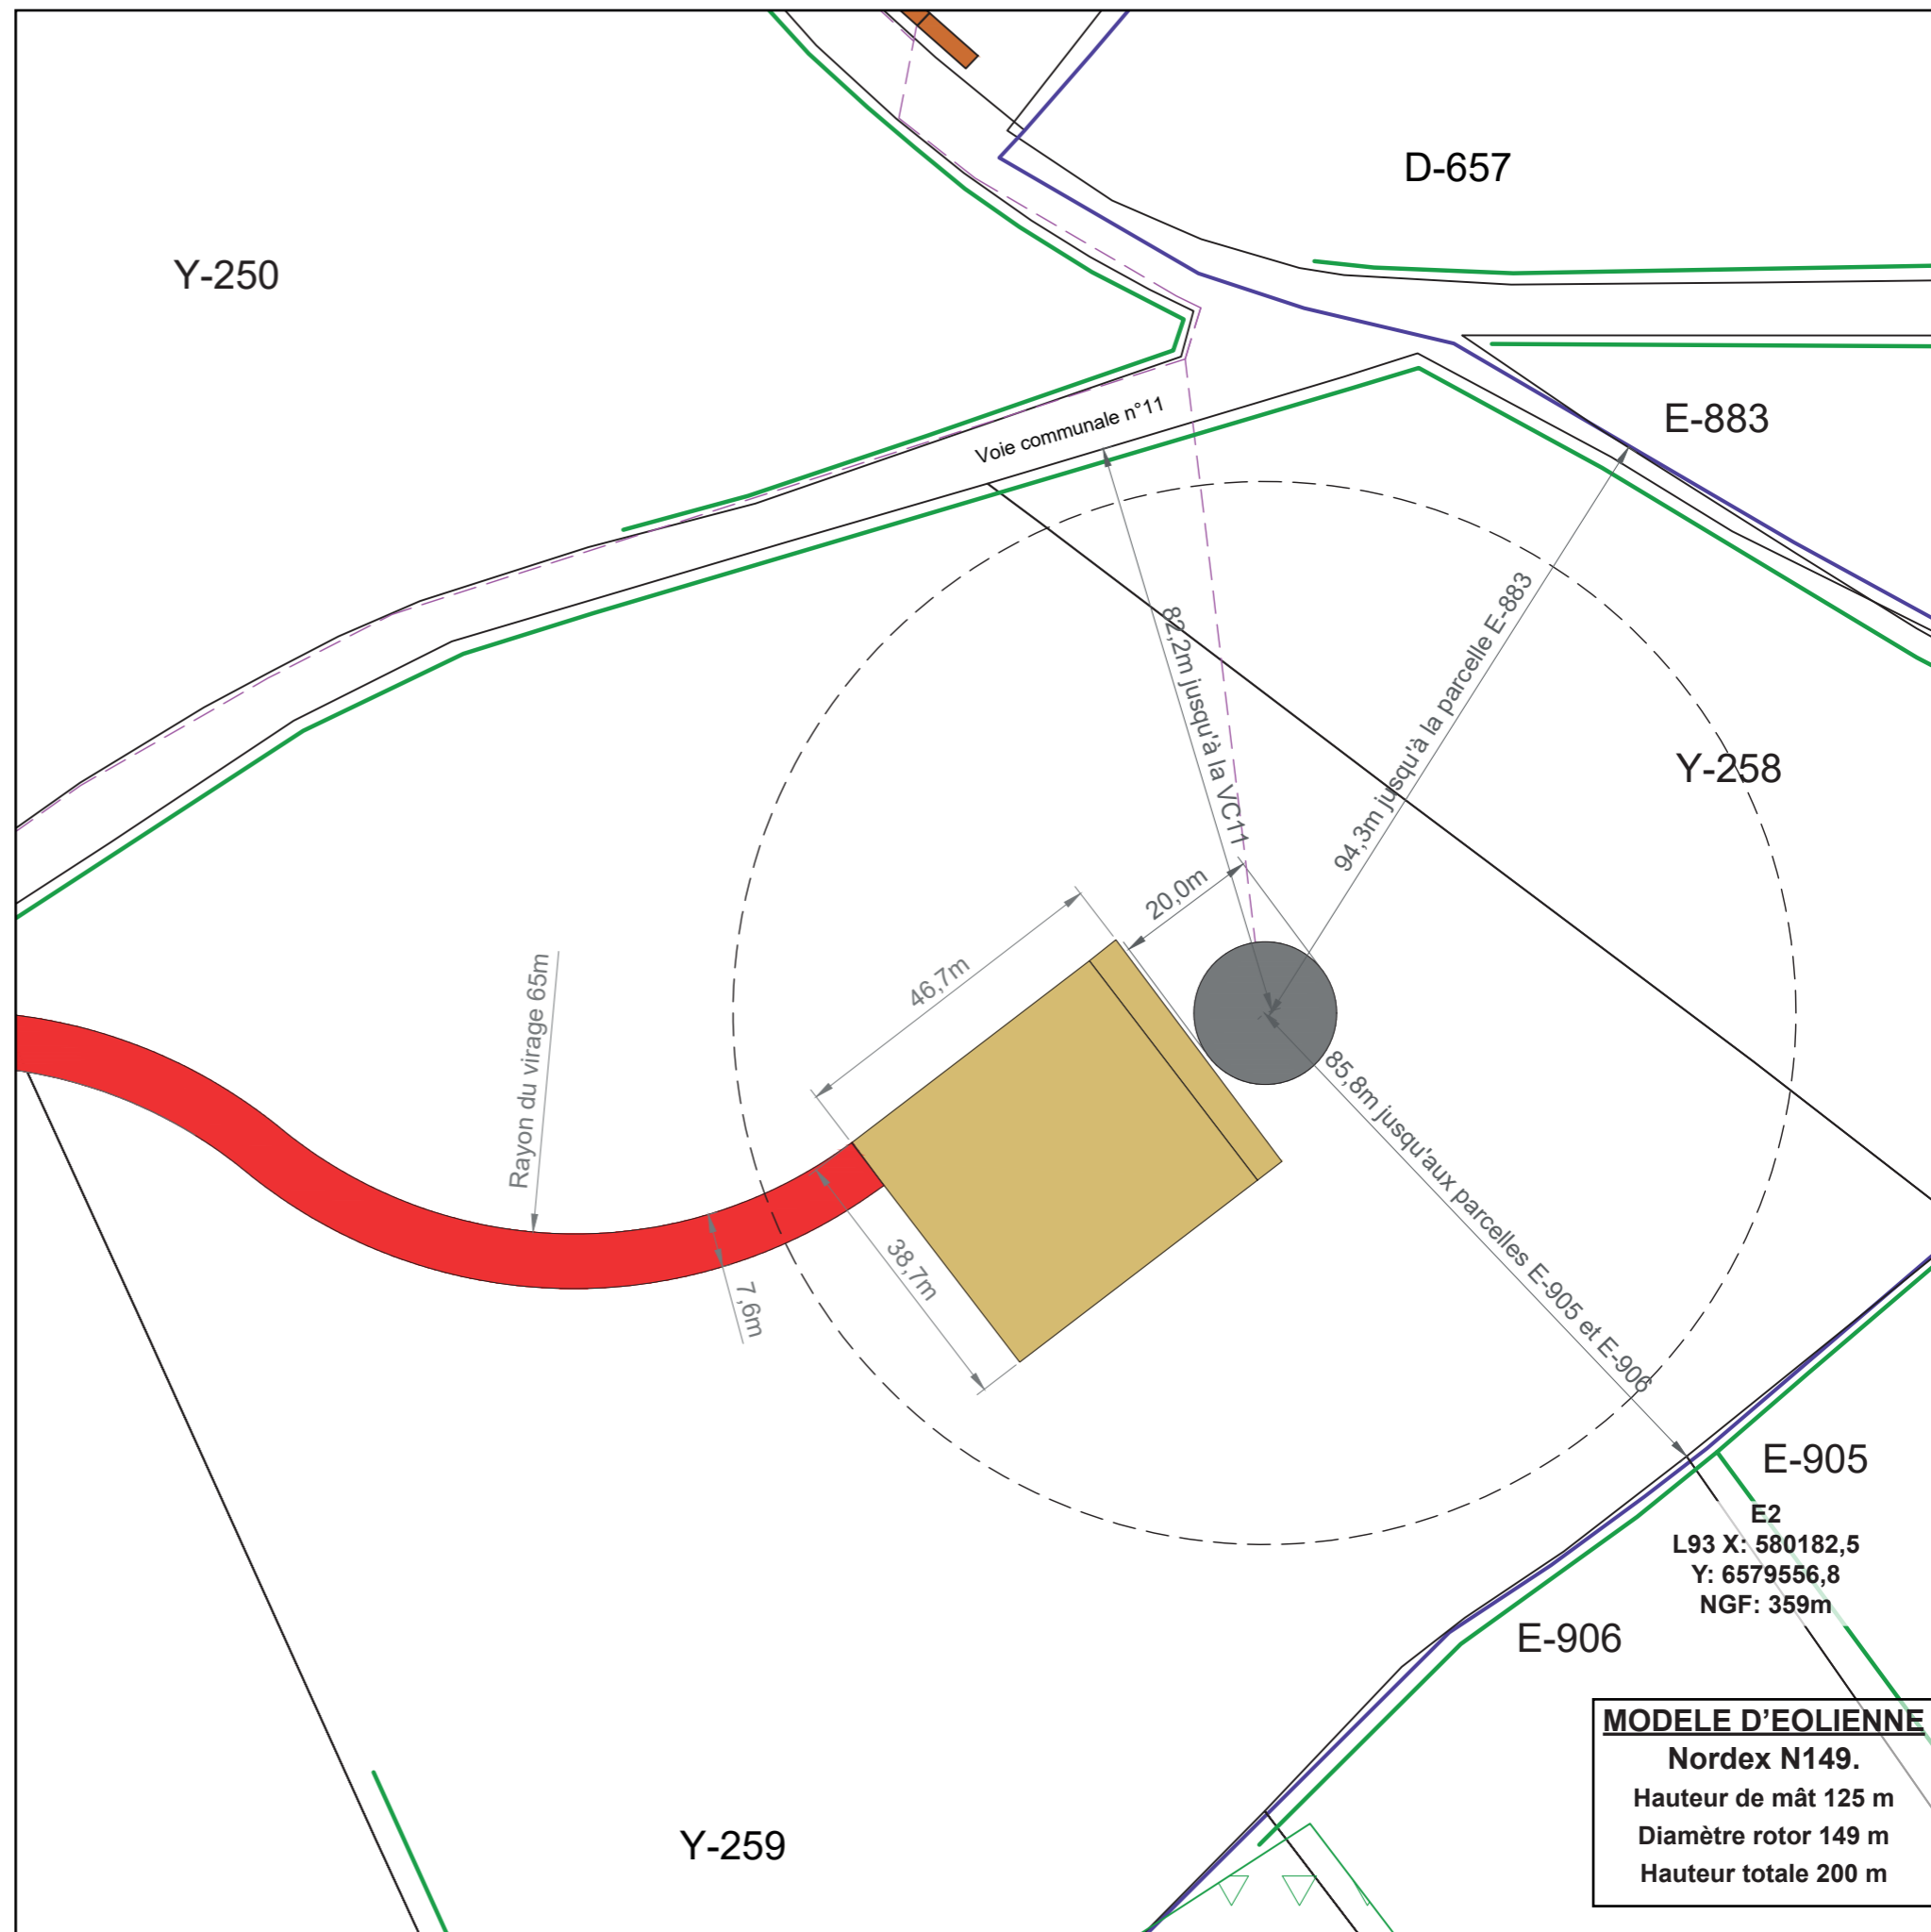 D-657
Y-250
Voie communale n°11
E-883
82,2m jusqu'à la VC11
94,3m jusqu'à la parcelle E-883
Y-258
20,0m
46,7m
Rayon du virage 65m
85,8m jusqu'aux parcelles E-905 et E-906
38,7m
7,6m
E-905
E2
L93 X: 580182,5
Y: 6579556,8
NGF: 359m
E-906
MODELE D’EOLIENNE
Nordex N149.
Hauteur de mât 125 m
Diamètre rotor 149 m
Hauteur totale 200 m
Y-259